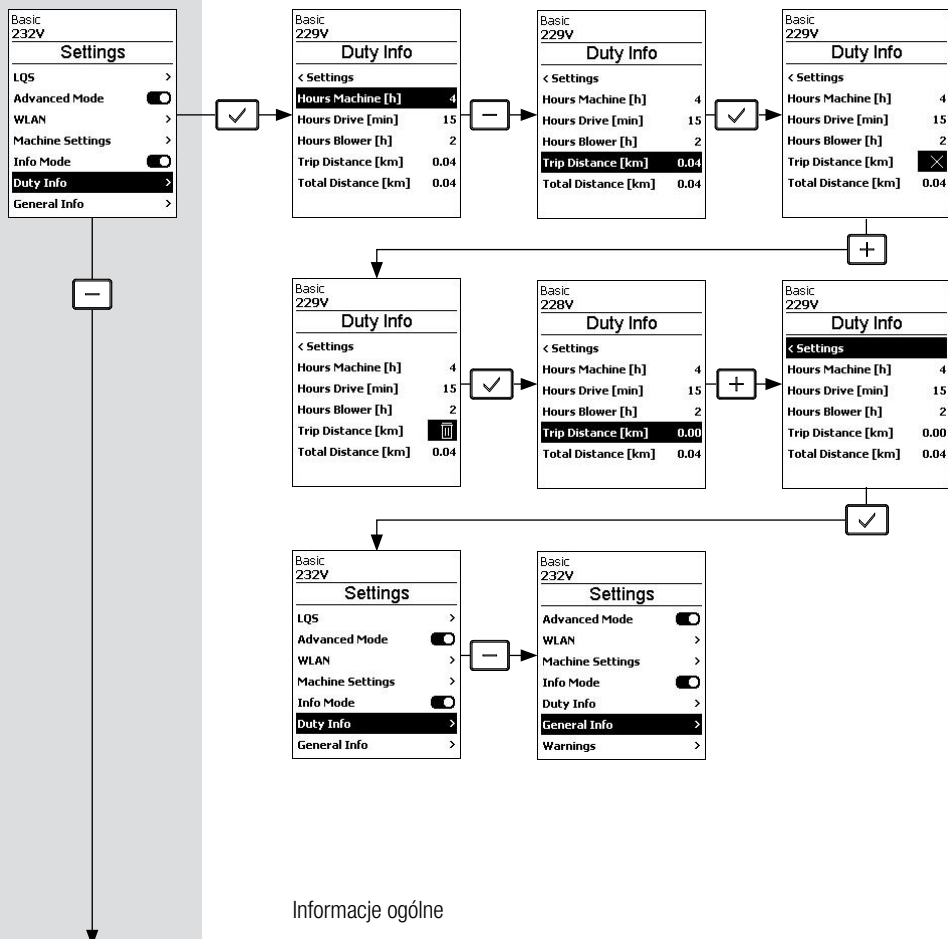 Basic
232V
Settings
LQS >
Advanced Mode
WLAN >
Machine Settings >
Info Mode
Duty Info >
General Info >
Basic
229V
Duty Info
< Settings
Hours Machine [h] 4
Hours Drive [min] 15
Hours Blower [h] 2
Trip Distance [km] 0.04
Total Distance [km] 0.04
Basic
229V
Duty Info
< Settings
Hours Machine [h] 4
Hours Drive [min] 15
Hours Blower [h] 2
Trip Distance [km] 0.04
Total Distance [km] 0.04
Basic
229V
Duty Info
< Settings
Hours Machine [h] 4
Hours Drive [min] 15
Hours Blower [h] 2
Trip Distance [km]
Total Distance [km] 0.04
Basic
229V
Duty Info
< Settings
Hours Machine [h] 4
Hours Drive [min] 15
Hours Blower [h] 2
Trip Distance [km]
Total Distance [km] 0.04
Basic
228V
Duty Info
< Settings
Hours Machine [h] 4
Hours Drive [min] 15
Hours Blower [h] 2
Trip Distance [km] 0.00
Total Distance [km] 0.04
Basic
229V
Duty Info
< Settings
Hours Machine [h] 4
Hours Drive [min] 15
Hours Blower [h] 2
Trip Distance [km] 0.00
Total Distance [km] 0.04
Basic
232V
Settings
LQS >
Advanced Mode
WLAN >
Machine Settings >
Info Mode
Duty Info >
General Info >
Basic
232V
Settings
Advanced Mode
WLAN >
Machine Settings >
Info Mode
Duty Info >
General Info >
Warnings >
Informacje ogólne